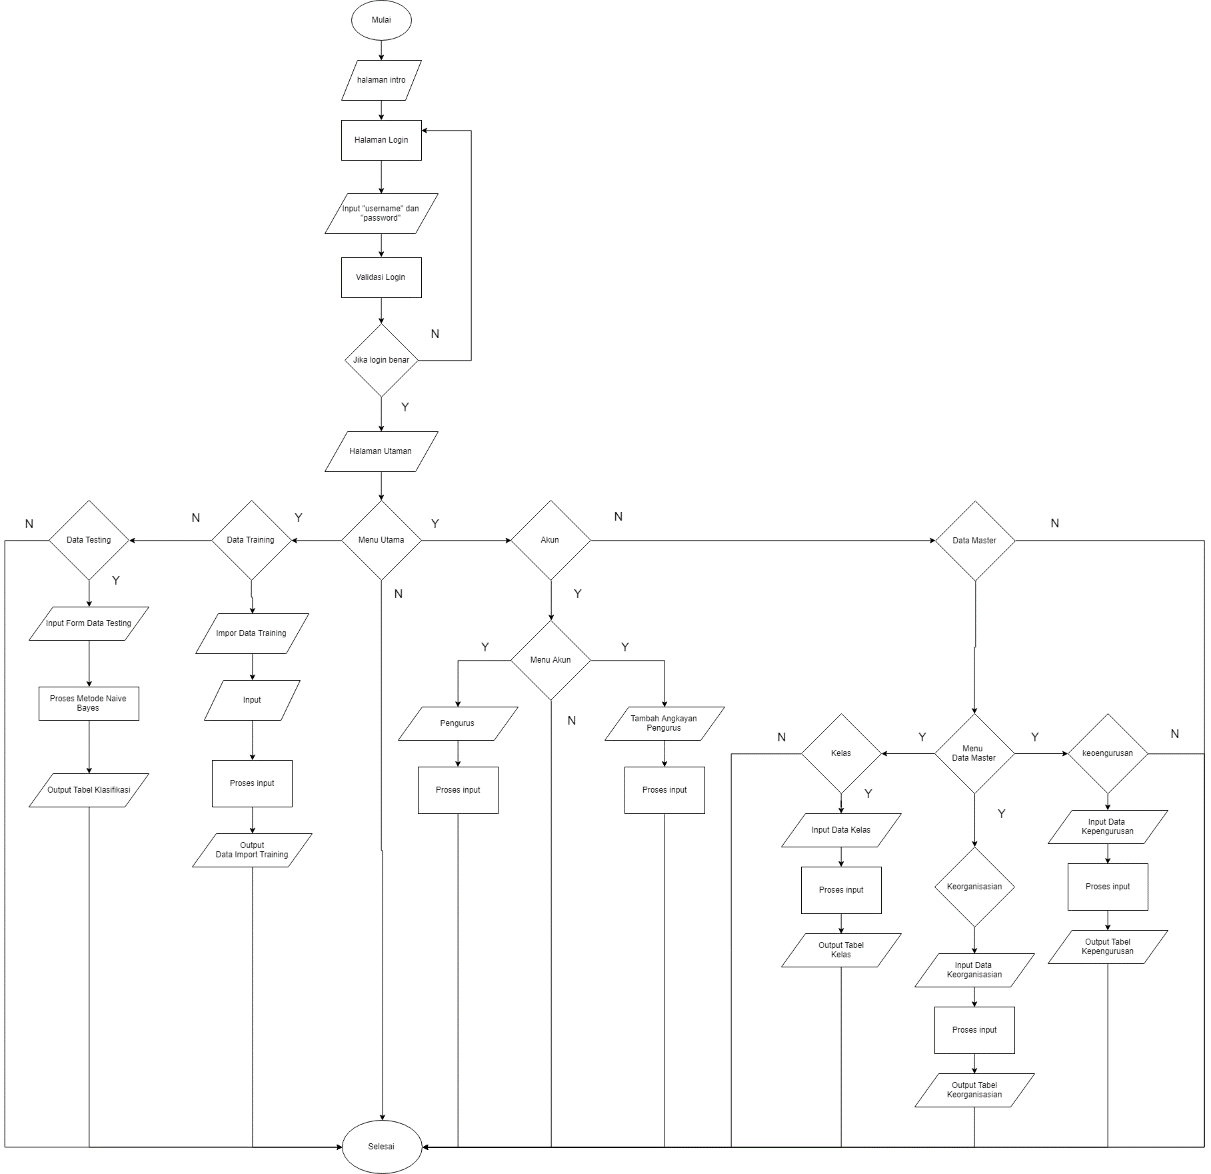 Mulai
halaman intro
Halaman Login
Input "username" dan
"password"
Validasi Login
Jika login benar
N
Y
Halaman Utaman
N
Data Testing
N
Data Training
Y
Menu Utama
Y
Akun
N
Data Master
N
Y
N
Y
Input Form Data Testing
Impor Data Training
Proses Metode Naive
Bayes
Input
Y
Menu Akun
Y
N
Pengurus
Tambah Angkayan
Pengurus
Output Tabel Klasifikasi
Proses input
Proses input
Proses input
Output
Data Import Training
N
Kelas
Y
Menu
Data Master
Y
keoengurusan
N
Y
Y
Input Data Kelas
Input Data
Kepengurusan
Proses input
Keorganisasian
Proses input
Output Tabel
Kelas
Output Tabel
Kepengurusan
Input Data
Keorganisasian
Proses input
Output Tabel
Keorganisasian
Selesai